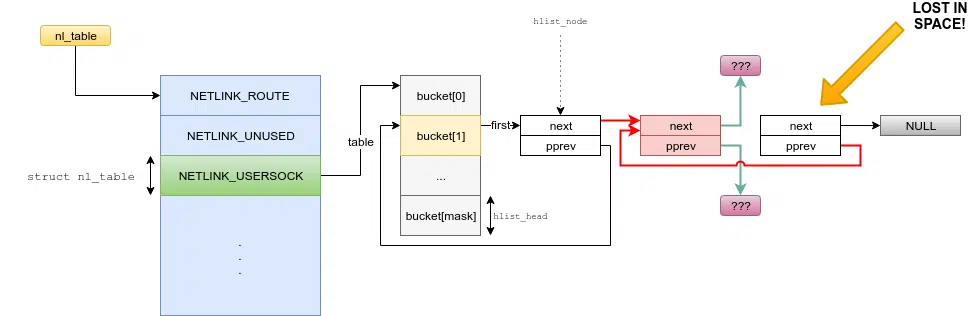 LOST IN
SPACE!
hlist_node
nl_table
???
NETLINK_ROUTE
bucket[0]
NETLINK_UNUSED
bucket[1]
first
next
next
next
NULL
table
pprev
pprev
pprev
struct nl_table
NETLINK_USERSOCK
...
???
bucket[mask]
hlist_head
.
.
.